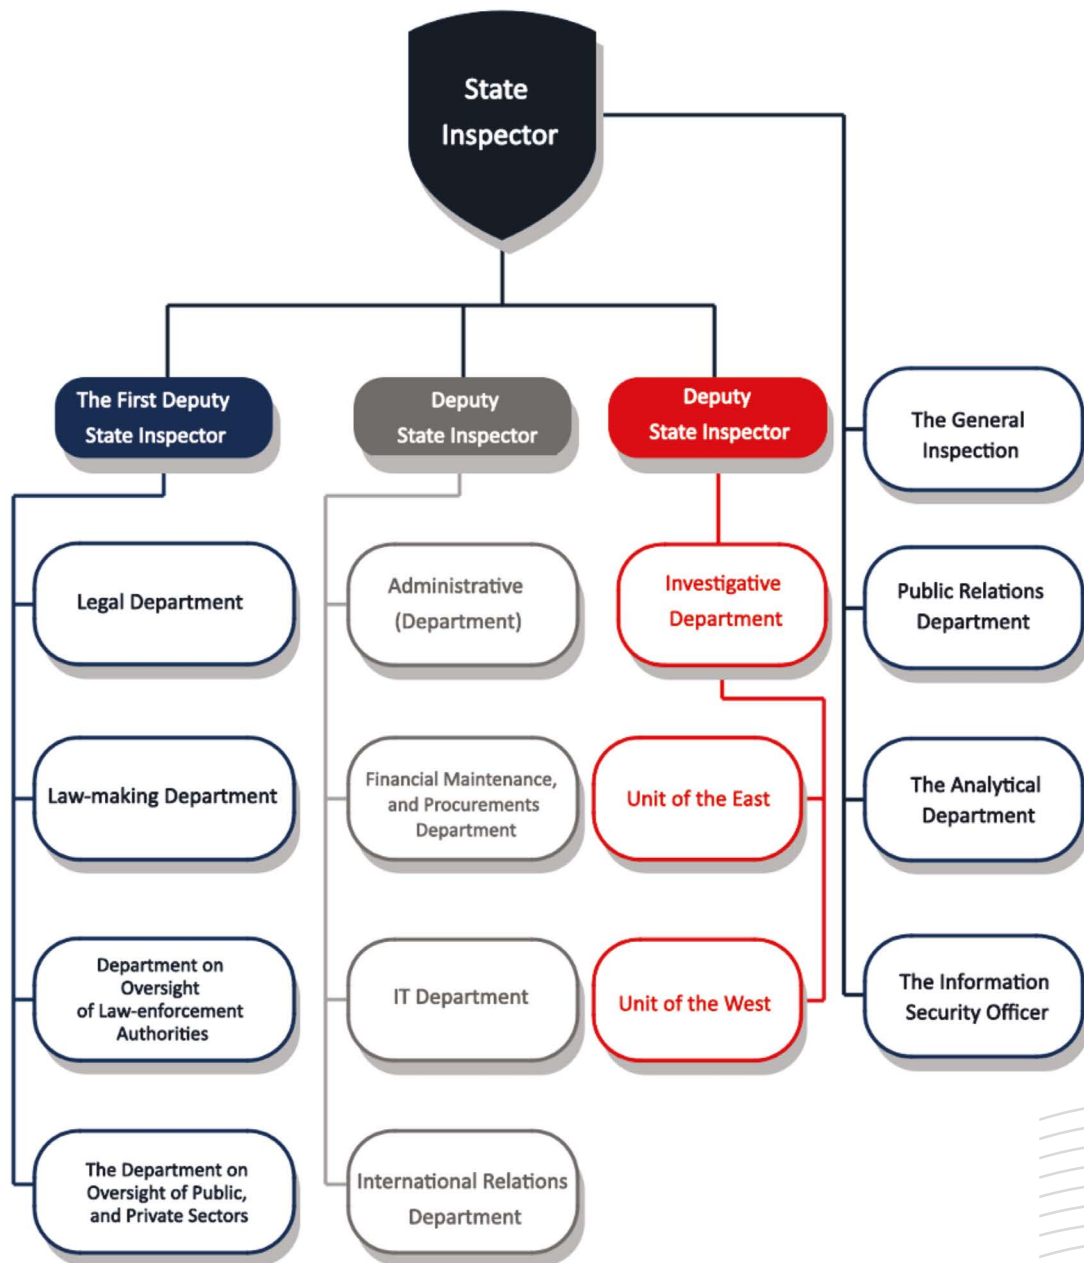 State
Inspector
The First Deputy
State Inspector
Deputy
State Inspector
Deputy
State Inspector
The General
Inspection
Legal Department
Administrative
(Department)
Investigative
Department
Public Relations
Department
Law-making Department
Financial Maintenance,
and Procurements
Department
Unit of the East
The Analytical
Department
Department on
Oversight
of Law-enforcement
Authorities
IT Department
Unit of the West
The Information
Security Officer
The Department on
Oversight of Public,
and Private Sectors
International Relations
Department